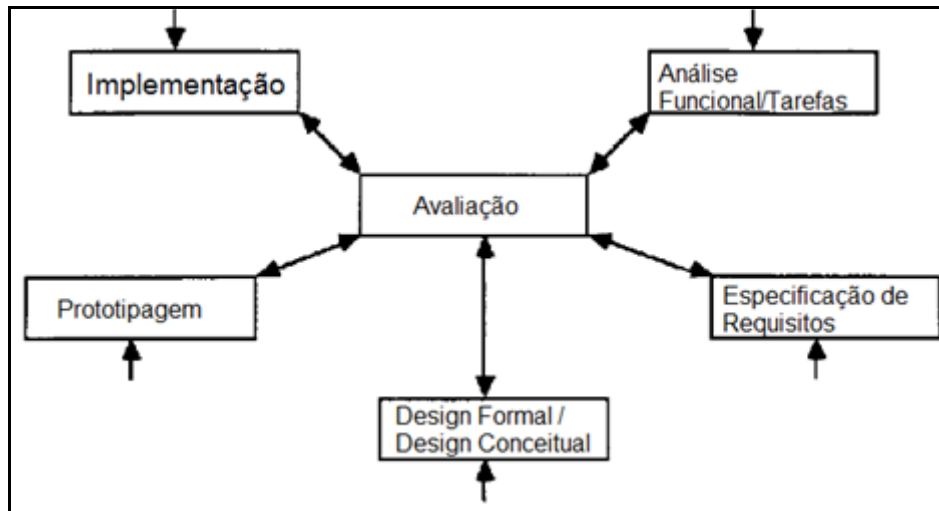 Implementação
Análise
Funcional/Tarefas
Avaliação
Prototipagem
Especificação de
Requisitos
Design Formal /
Design Conceitual